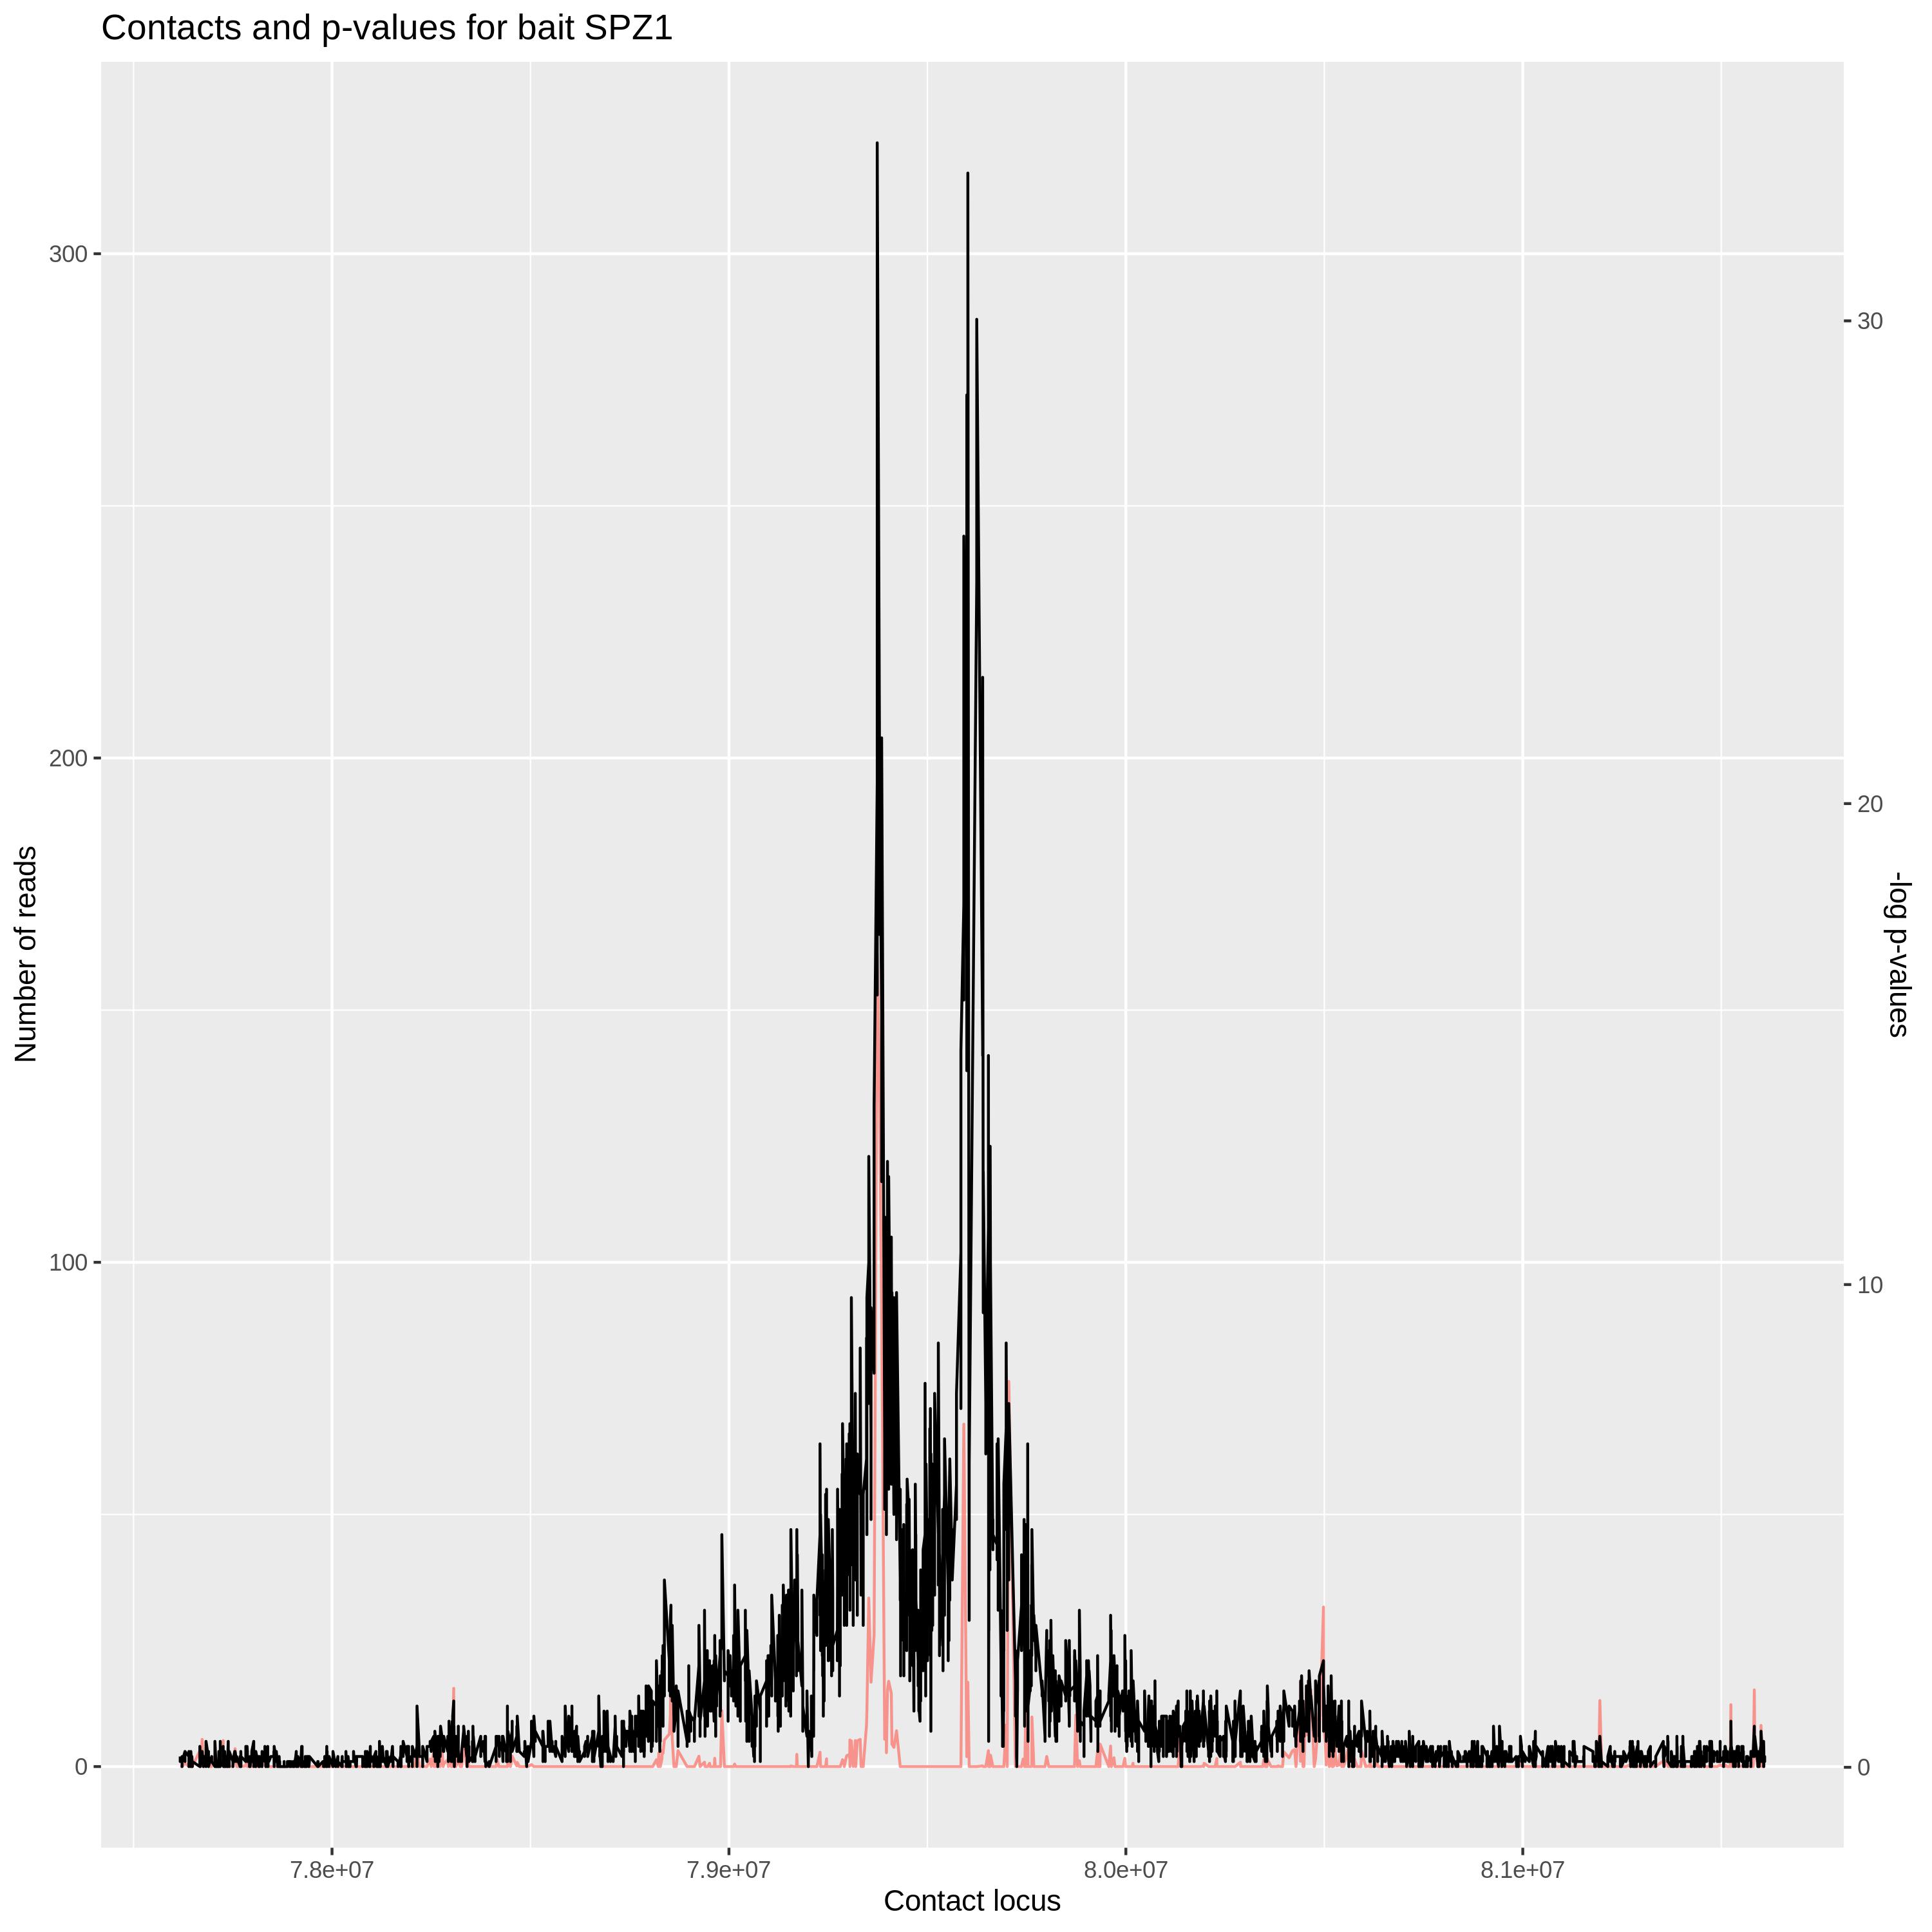 Contacts and p-values for bait SPZ1
300
200
100
0
Number of reads
30
20
10
0
-log p-values
7.8e+07
7.9e+07
8.0e+07
8.1e+07
Contact locus